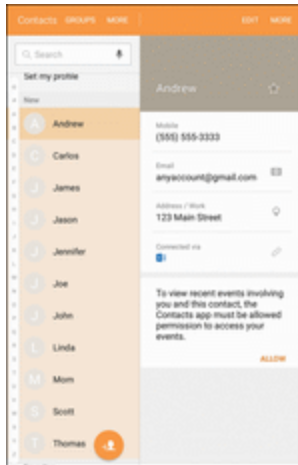 Contacts GROUPS MORE
EDIT MORE
Search
Set my profile
New
A Andrew
C Carlos
J James
J Jason
J Jennifer
J Joe
J John
L Linda
M Mom
S Scott
T Thomas
Andrew
Mobile
(555) 555-3333
Email
anyaccount@gmail.com
Address / Work
123 Main Street
Connected via
To view recent events involving
you and this contact, the
Contacts app must be allowed
permission to access your
events.
ALLOW